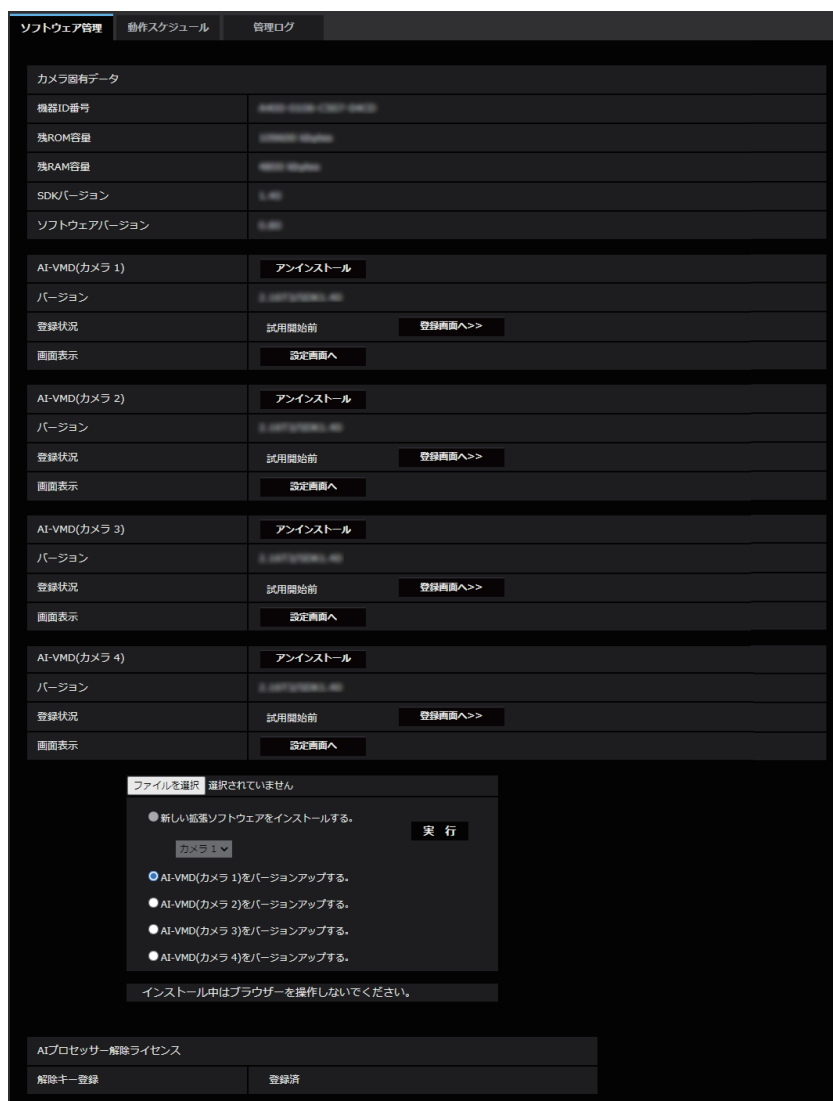 ソフトウェア管理 動作スケジュール 管理ログ
カメラ固有データ
機器ID番号
残ROM容量
残RAM容量
SDKバージョン
ソフトウェアバージョン
AI-VMD(カメラ 1) アンインストール
バージョン
登録状況 試用開始前 登録画面へ>>
画面表示 設定画面へ
AI-VMD(カメラ 2) アンインストール
バージョン
登録状況 試用開始前 登録画面へ>>
画面表示 設定画面へ
AI-VMD(カメラ 3) アンインストール
バージョン
登録状況 試用開始前 登録画面へ>>
画面表示 設定画面へ
AI-VMD(カメラ 4) アンインストール
バージョン
登録状況 試用開始前 登録画面へ>>
画面表示 設定画面へ
ファイルを選択 選択されていません
新しい拡張ソフトウェアをインストールする。
実 行
カメラ 1
AI-VMD(カメラ 1)をバージョンアップする。
AI-VMD(カメラ 2)をバージョンアップする。
AI-VMD(カメラ 3)をバージョンアップする。
AI-VMD(カメラ 4)をバージョンアップする。
インストール中はブラウザーを操作しないでください。
AIプロセッサー解除ライセンス
解除キー登録 登録済